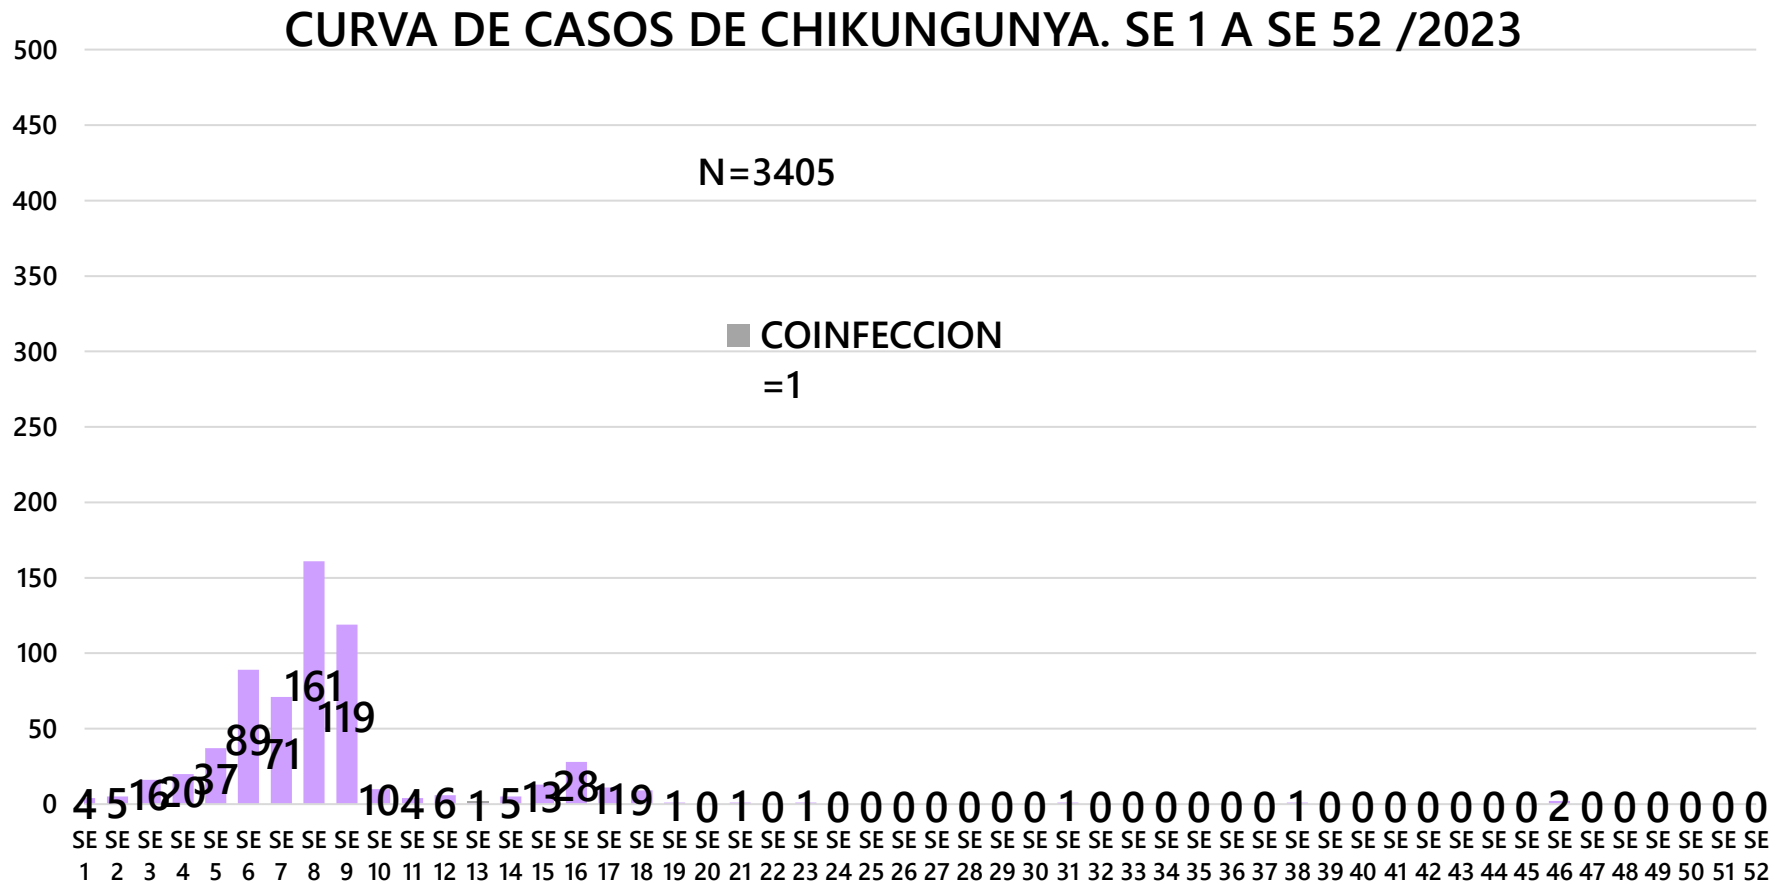 CURVA DE CASOS DE CHIKUNGUNYA. SE 1 A SE 52 /2023
500
450
400
350
300
250
200
150
100
50
0
N=3405
COINFECCION
=1
4 5 16 20 37 89 71 161 119 10 4 6 1 5 13 28 11 9 1 0 1 0 1 0 0 0 0 0 0 0 1 0 0 0 0 0 0 1 0 0 0 0 0 0 0 2 0 0 0 0 0 0
SE SE SE SE SE SE SE SE SE SE SE SE SE SE SE SE SE SE SE SE SE SE SE SE SE SE SE SE SE SE SE SE SE SE SE SE SE SE SE SE SE SE SE SE SE SE SE SE SE SE SE SE
1 2 3 4 5 6 7 8 9 10 11 12 13 14 15 16 17 18 19 20 21 22 23 24 25 26 27 28 29 30 31 32 33 34 35 36 37 38 39 40 41 42 43 44 45 46 47 48 49 50 51 52